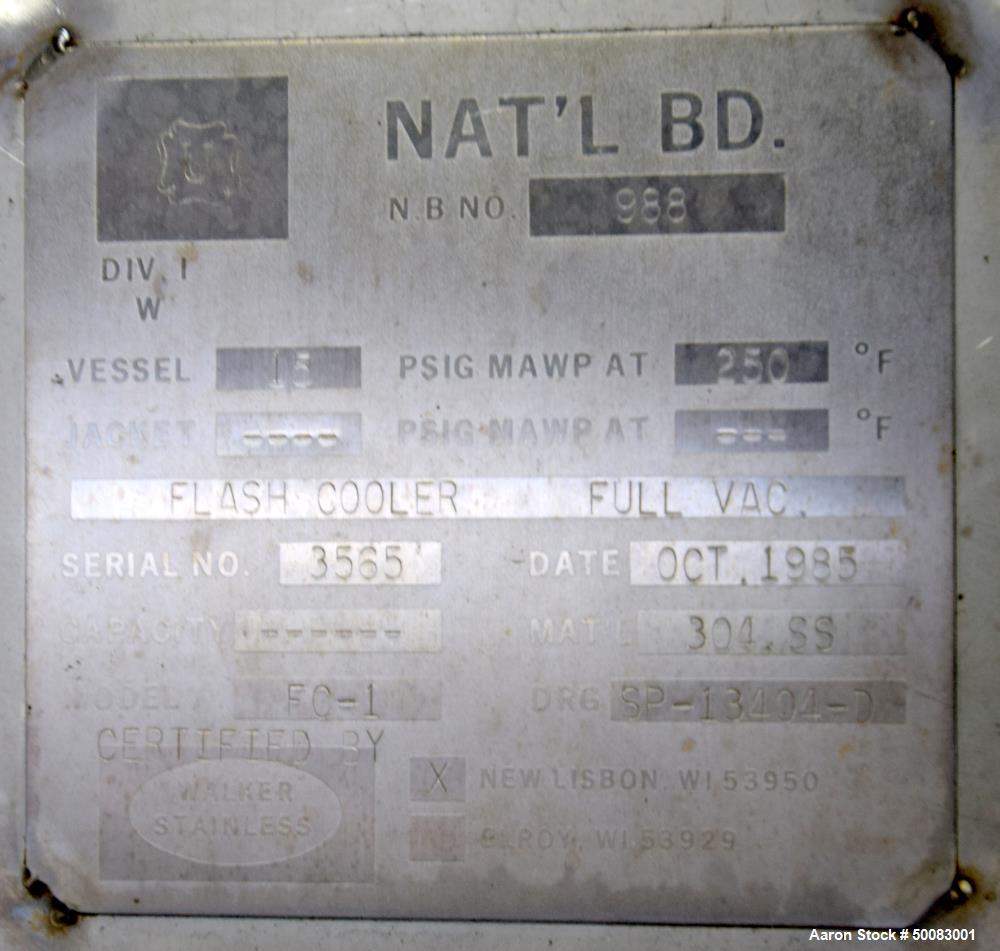 U
NAT'L BD.
N.B NO. 988
DIV. I
W
VESSEL 15 PSIG MAWP AT 250 °F
JACKET ---- PSIG MAWP AT --- °F
FLASH COOLER FULL VAC.
SERIAL NO. 3565 DATE OCT. 1985
CAPACITY ------ MAT'L 304.SS
MODEL FC-1 DRG SP-13404-D
CERTIFIED BY
WALKER
STAINLESS
X NEW LISBON, WI 53950
ELROY, WI 53929
Aaron Stock # 50083001